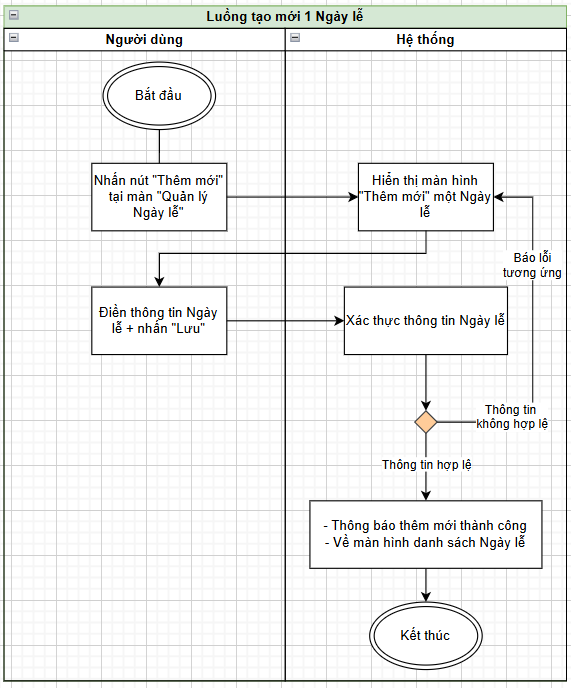 Luồng tạo mới 1 Ngày lễ
Người dùng
Hệ thống
Bắt đầu
Nhấn nút "Thêm mới"
tại màn "Quản lý
Ngày lễ"
Hiển thị màn hình
"Thêm mới" một Ngày
lễ
Báo lỗi
tương ứng
Điền thông tin Ngày
lễ + nhấn "Lưu"
Xác thực thông tin Ngày lễ
Thông tin
không hợp lệ
Thông tin hợp lệ
- Thông báo thêm mới thành công
- Về màn hình danh sách Ngày lễ
Kết thúc